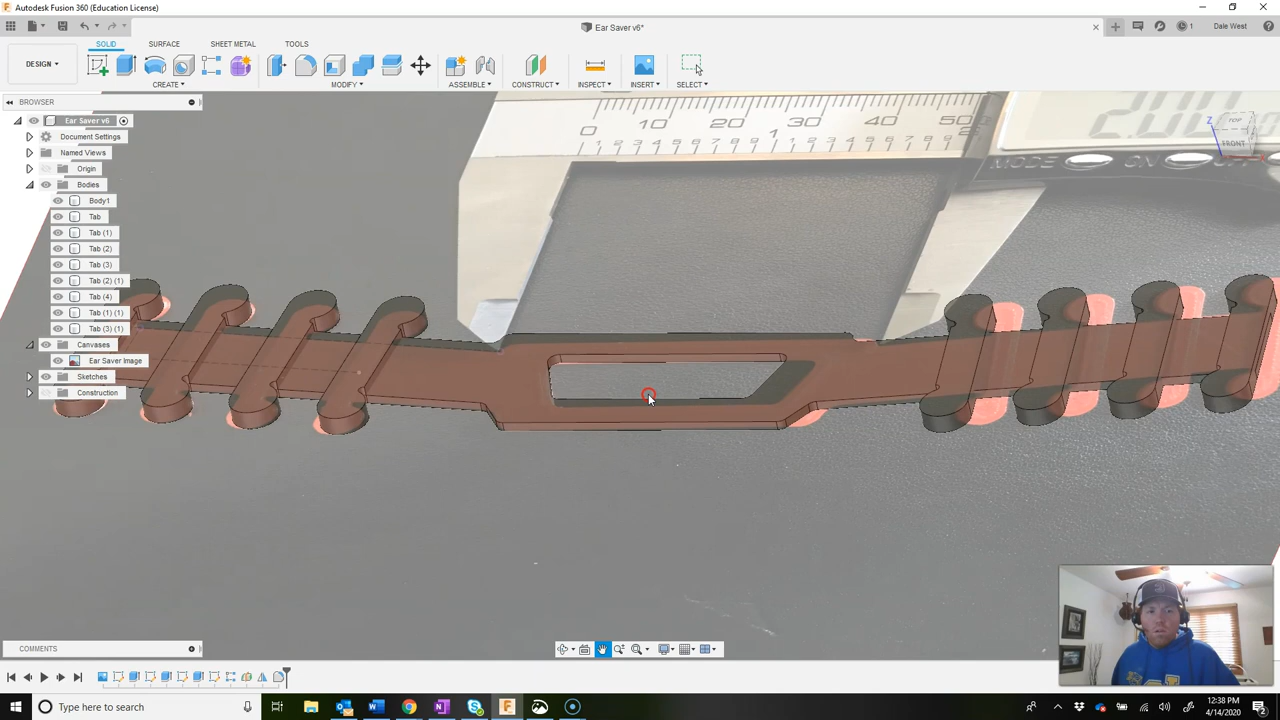 Autodesk Fusion 360 (Education License)
Ear Saver v6*
Dale West
SOLID
SURFACE
SHEET METAL
TOOLS
DESIGN
CREATE
MODIFY
ASSEMBLE
CONSTRUCT
INSPECT
INSERT
SELECT
BROWSER
Ear Saver v6
Document Settings
Named Views
Origin
Bodies
Body1
Tab
Tab (1)
Tab (2)
Tab (3)
Tab (2) (1)
Tab (4)
Tab (1) (1)
Tab (3) (1)
Canvases
Ear Saver Image
Sketches
Construction
0 10 20 30 40 50
MODE ON
Z
TOP
FRONT
COMMENTS
Type here to search
12:38 PM
4/14/2020